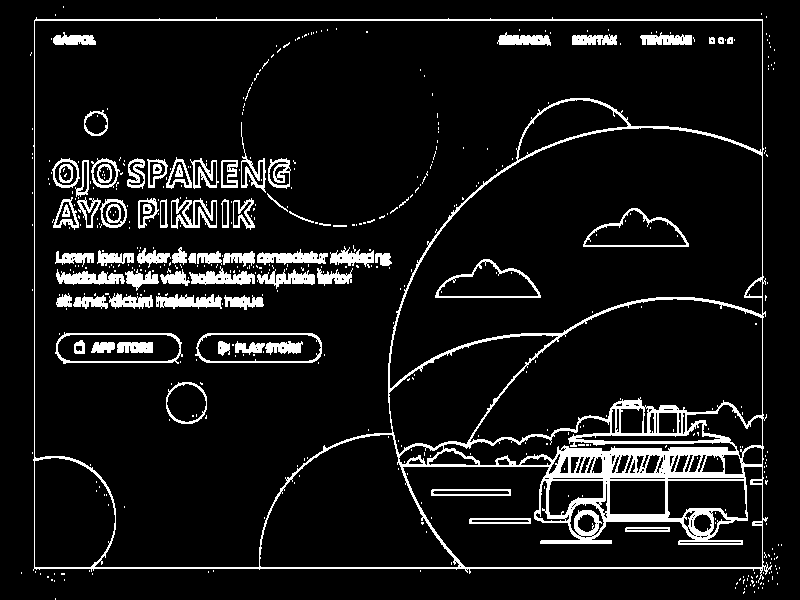 GASPOL
BERANDA KONTAK TENTANG
OJO SPANENG
AYO PIKNIK
Lorem ipsum dolor sit amet amet consectetur adipiscing
Vestibulum ligula velit, sollicitudin vulputate tortor
sit amet, dictum malesuada neque
APP STORE PLAY STORE